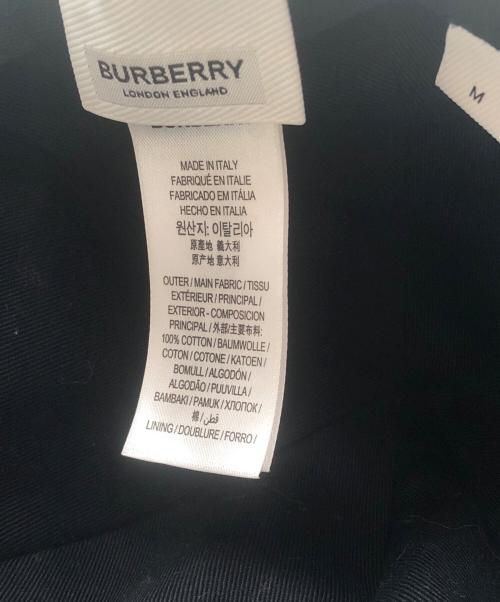 BURBERRY
LONDON ENGLAND
M
BURBERRY
MADE IN ITALY
FABRIQUÉ EN ITALIE
FABRICADO EM ITÁLIA
HECHO EN ITALIA
원산지: 이탈리아
原產地 義大利
原产地 意大利
OUTER / MAIN FABRIC / TISSU
EXTÉRIEUR / PRINCIPAL /
EXTERIOR - COMPOSICION
PRINCIPAL / 外部/主要布料:
100% COTTON / BAUMWOLLE /
COTON / COTONE / KATOEN /
BOMULL / ALGODÓN /
ALGODÃO / PUUVILLA /
BAMBAKI / PAMUK / ХЛОПОК /
棉/ قطن /
LINING / DOUBLURE / FORRO /